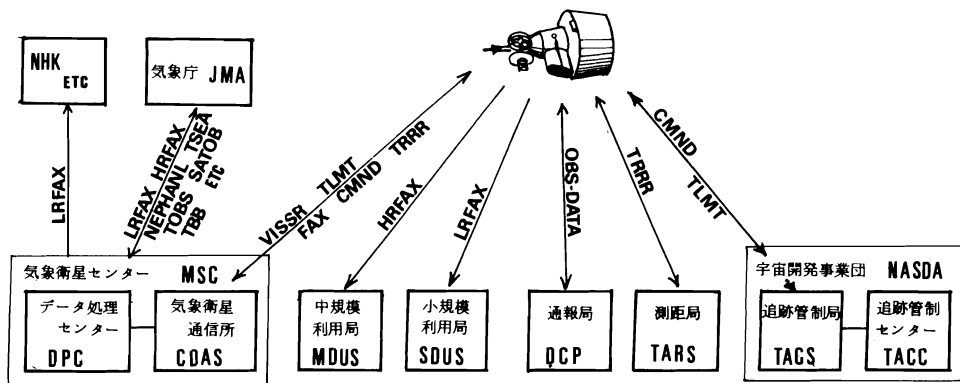 NHK
ETC
気象庁 JMA
LRFAX
LRFAX HRFAX
NEPHANL TSEA
TOBS SATOB
TBB ETC
VISSR TLMT
FAX CMND TRRR
HRFAX
LRFAX
OBS-DATA
TRRR
CMND
TLMT
気象衛星センター MSC
データ処理
センター
DPC
気象衛星
通信所
CDAS
中規模
利用局
MDUS
小規模
利用局
SDUS
通報局
DCP
測距局
TARS
宇宙開発事業団 NASDA
追跡管制局
TACS
追跡管制
センター
TACC